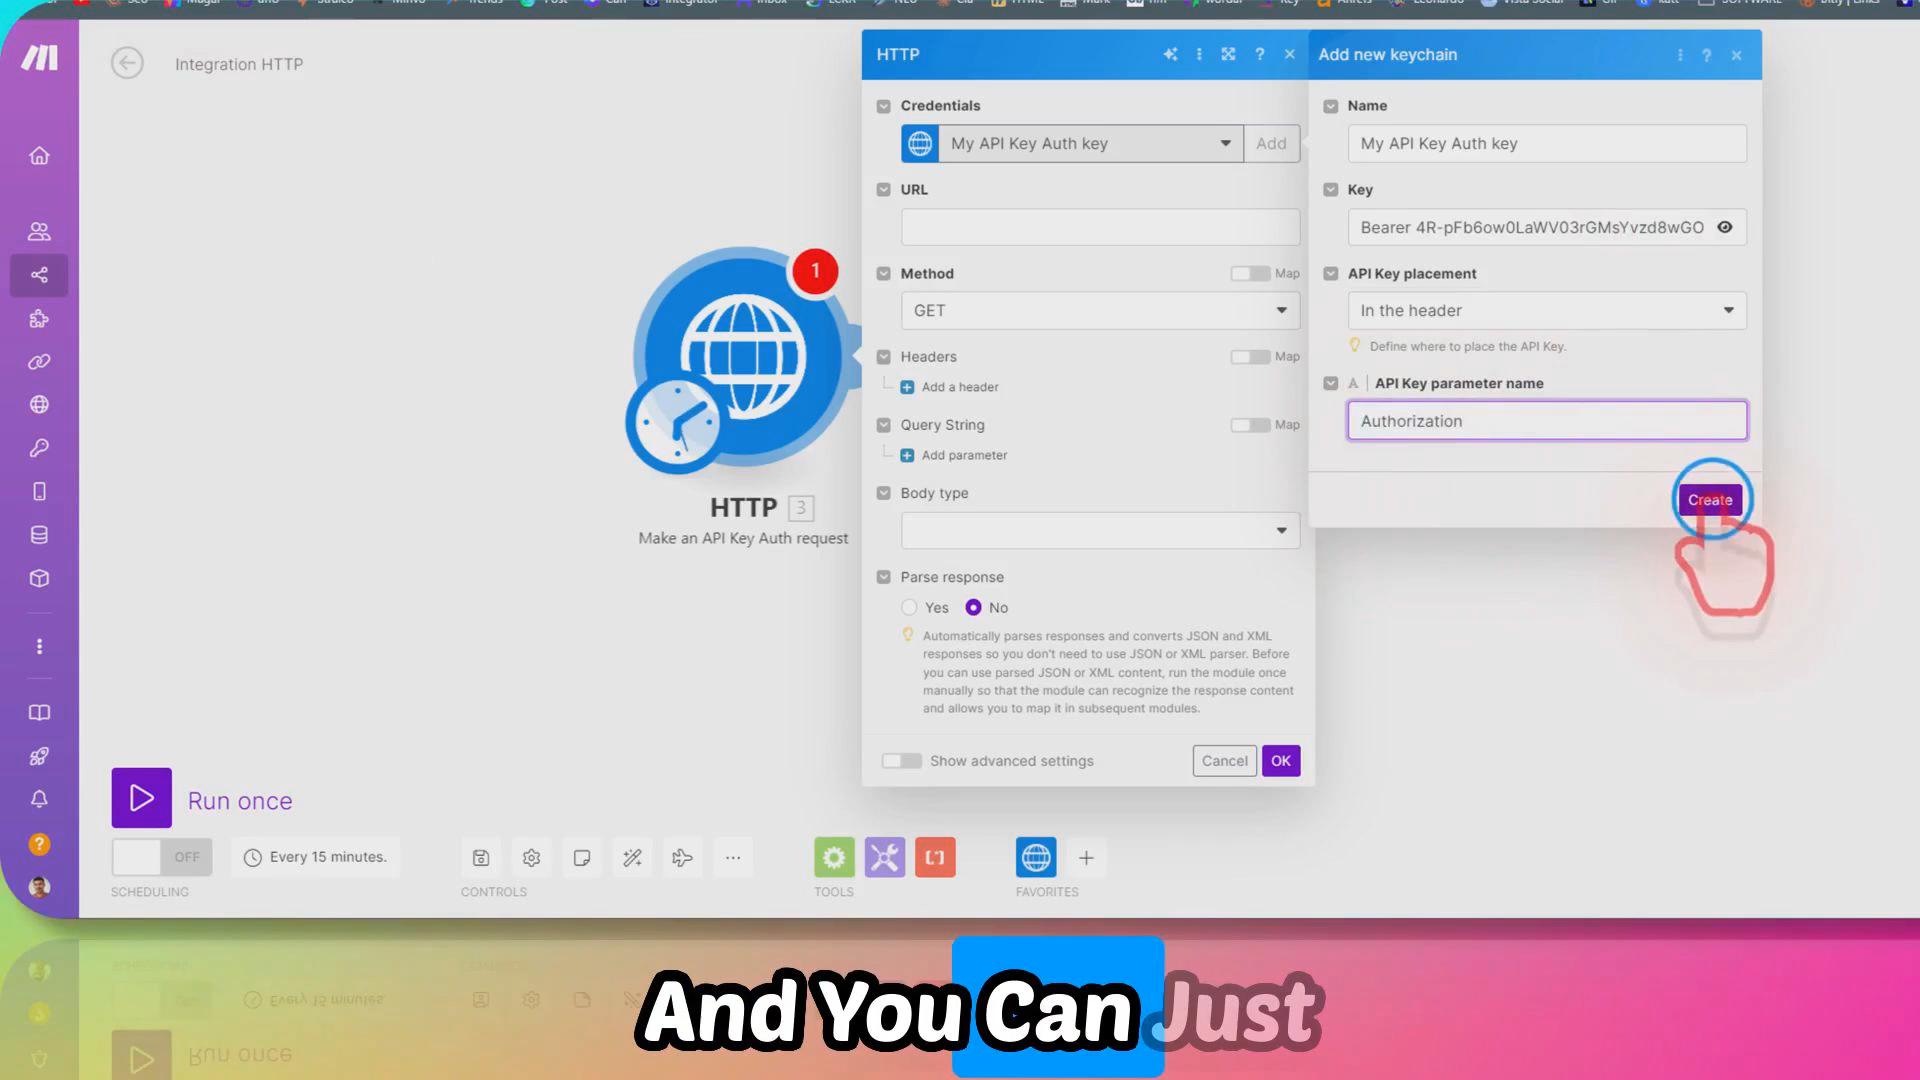 Integration HTTP
HTTP
?
Add new keychain
?
Credentials
My API Key Auth key
Add
URL
Method
Map
GET
Headers
Map
Add a header
Query String
Map
Add parameter
Body type
Parse response
Yes
No
Automatically parses responses and converts JSON and XML
responses so you don't need to use JSON or XML parser. Before
you can use parsed JSON or XML content, run the module once
manually so that the module can recognize the response content
and allows you to map it in subsequent modules.
Show advanced settings
Cancel
OK
Name
My API Key Auth key
Key
Bearer 4R-pFb6ow0LaWV03rGMsYvzd8wGO
API Key placement
In the header
Define where to place the API Key.
A
API Key parameter name
Authorization
Create
1
HTTP 3
Make an API Key Auth request
Run once
OFF
Every 15 minutes.
SCHEDULING
CONTROLS
TOOLS
FAVORITES
?
And You Can Just